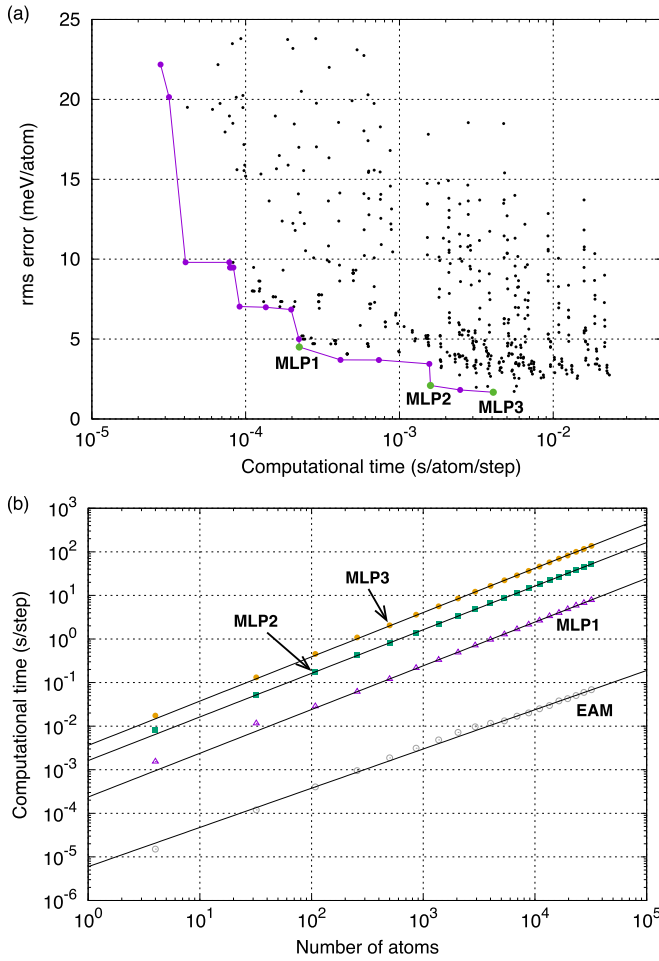 (a)
25
20
15
10
5
0
rms error (meV/atom)
MLP1
MLP2
MLP3
10^-5
10^-4
10^-3
10^-2
Computational time (s/atom/step)
(b)
10^3
10^2
10^1
10^0
10^-1
10^-2
10^-3
10^-4
10^-5
10^-6
Computational time (s/step)
MLP3
MLP2
MLP1
EAM
10^0
10^1
10^2
10^3
10^4
10^5
Number of atoms